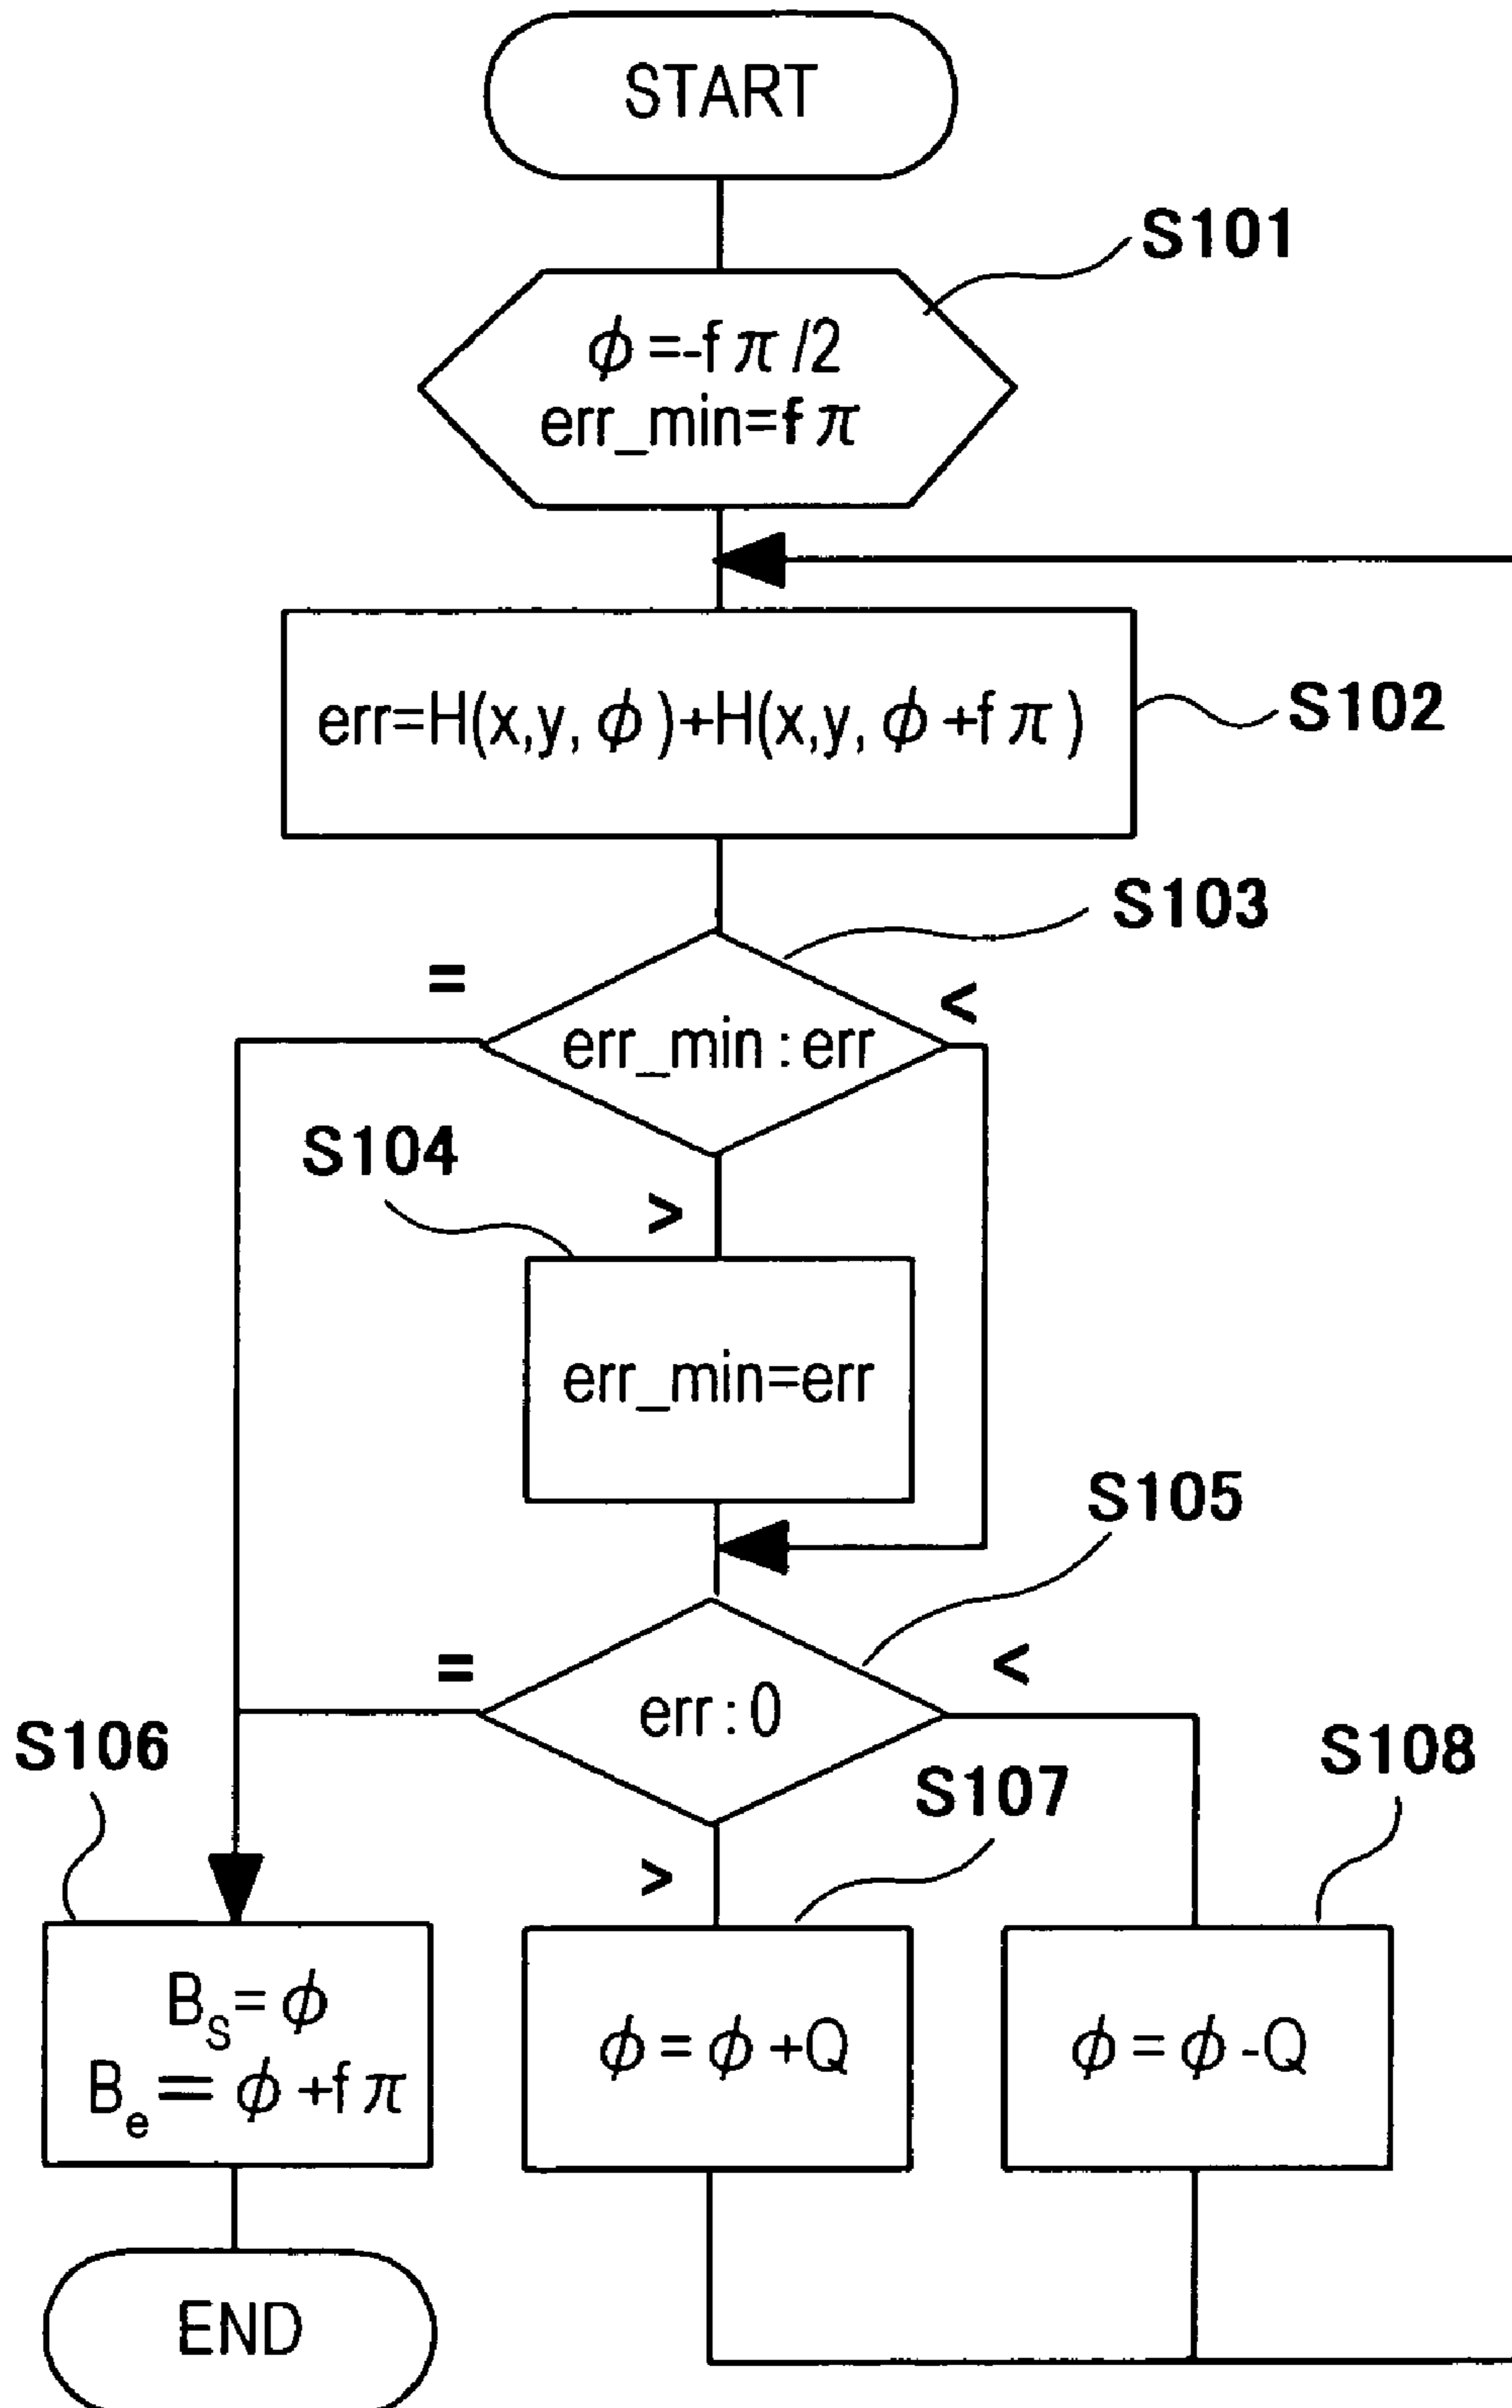 START
S101
ϕ=-fπ/2
err_min=fπ
err=H(x,y,ϕ)+H(x,y,ϕ+fπ)
S102
S103
=
<
err_min:err
S104
>
err_min=err
S105
=
<
err:0
S106
S107
S108
>
BS=ϕ
Be=ϕ+fπ
ϕ=ϕ+Q
ϕ=ϕ-Q
END